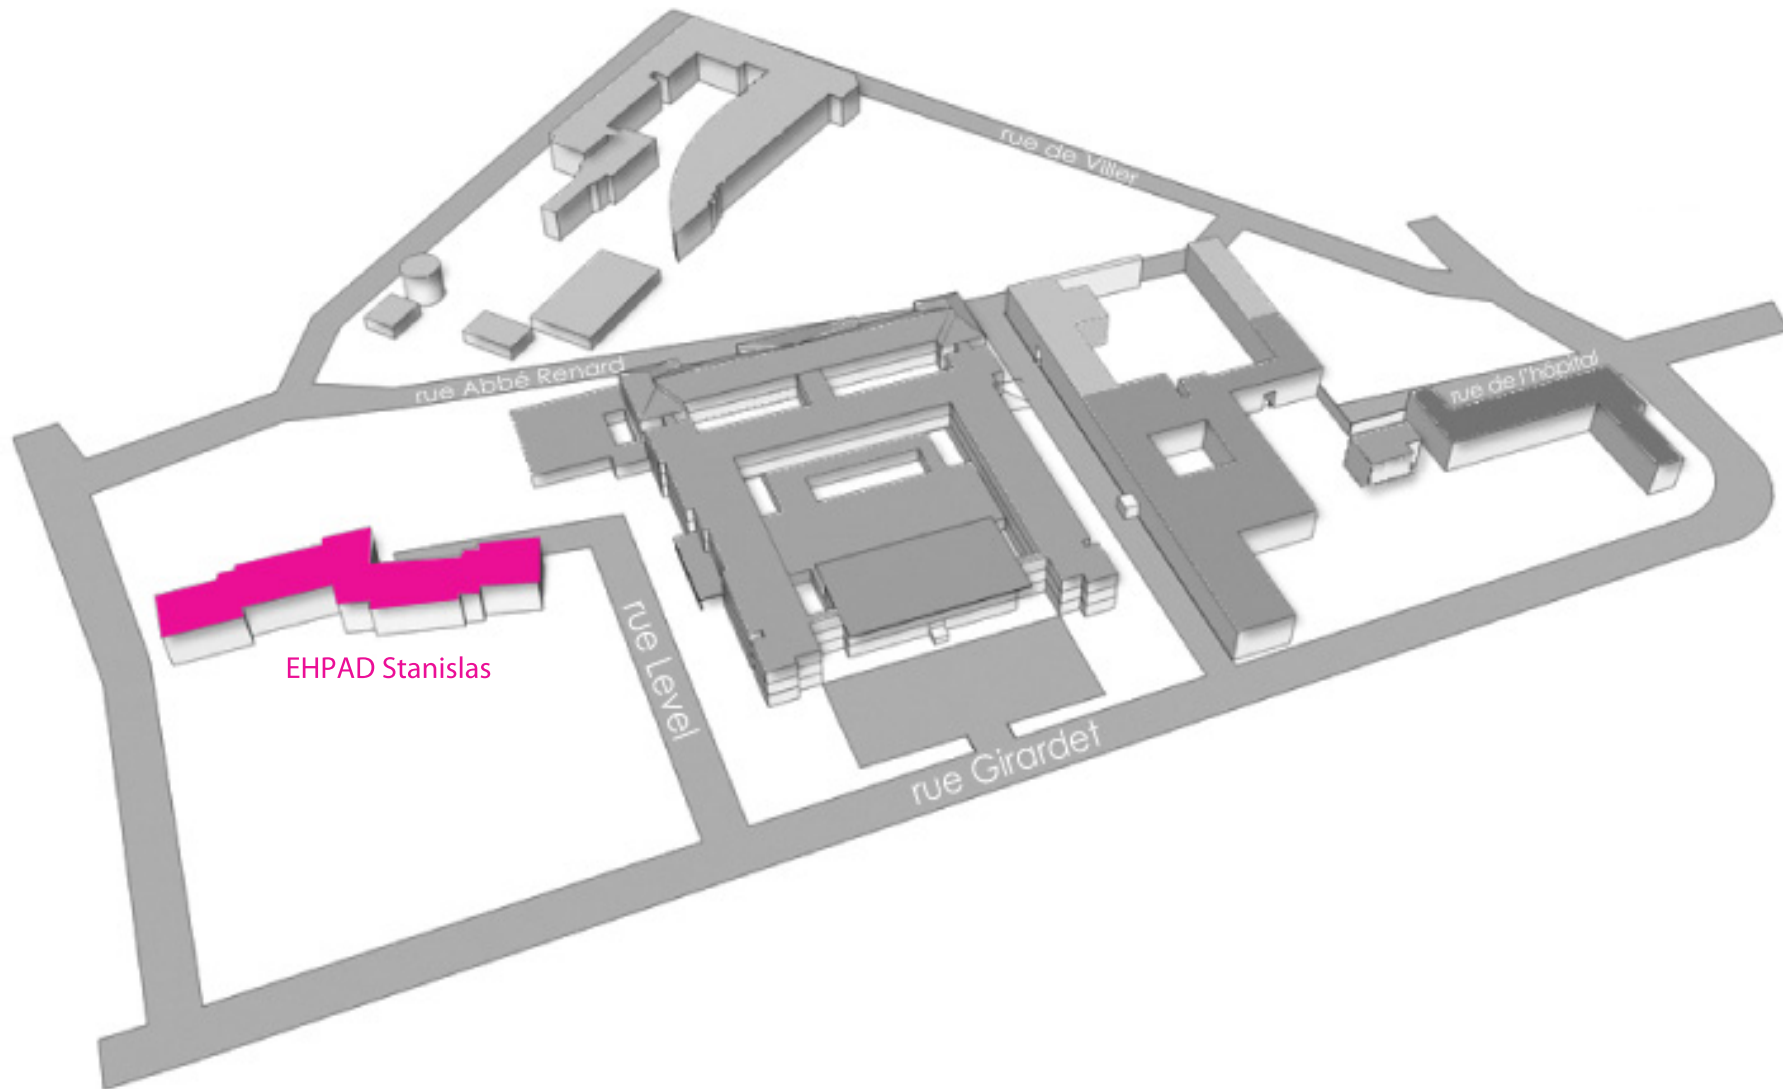 rue de Viller
rue Abbé Renard
rue de l'hôpital
EHPAD Stanislas
rue Level
rue Girardet